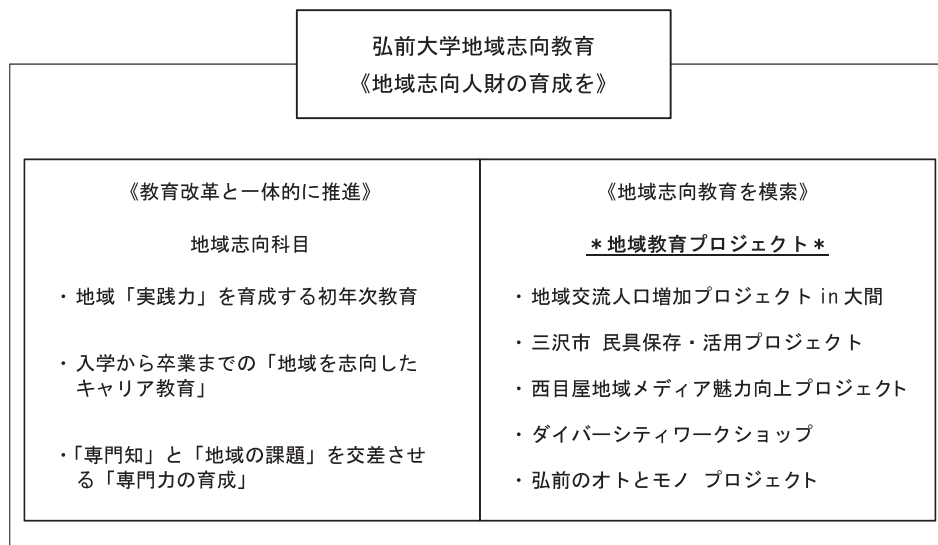 弘前大学地域志向教育
《地域志向人財の育成を》
《教育改革と一体的に推進》
地域志向科目
・地域「実践力」を育成する初年次教育
・入学から卒業までの「地域を志向した
キャリア教育」
・「専門知」と「地域の課題」を交差させ
る「専門力の育成」
《地域志向教育を模索》
＊地域教育プロジェクト＊
・地域交流人口増加プロジェクト in 大間
・三沢市 民具保存・活用プロジェクト
・西目屋地域メディア魅力向上プロジェクト
・ダイバーシティワークショップ
・弘前のオトとモノ プロジェクト